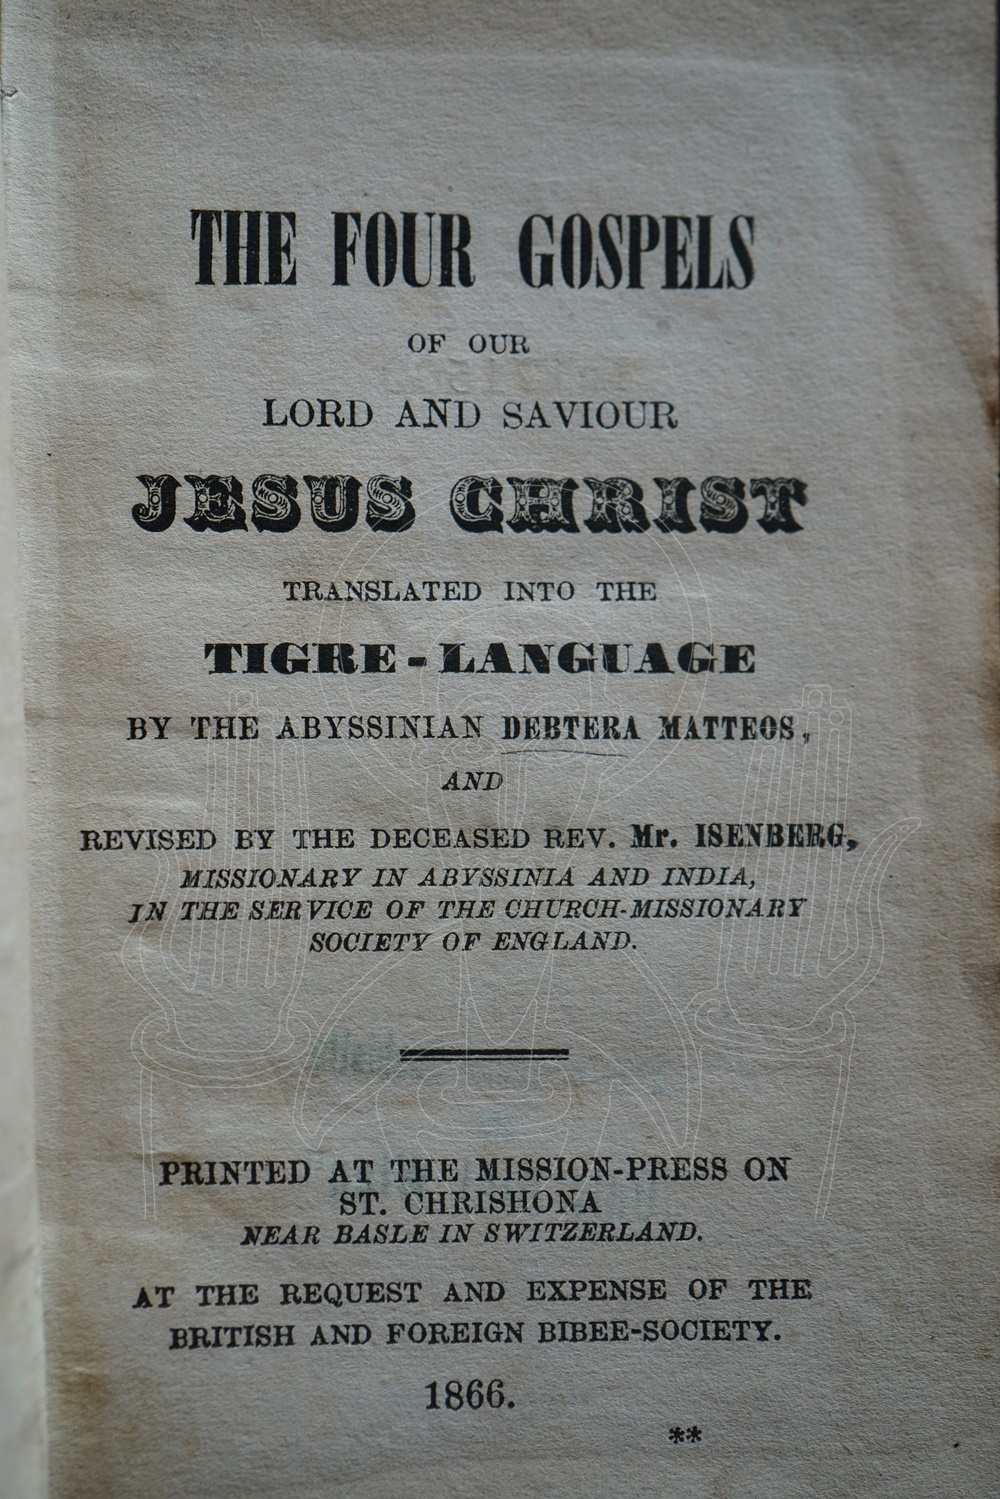 THE FOUR GOSPELS
OF OUR
LORD AND SAVIOUR
JESUS CHRIST
TRANSLATED INTO THE
TIGRE-LANGUAGE
BY THE ABYSSINIAN DEBTERA MATTEOS,
AND
REVISED BY THE DECEASED REV. Mr. ISENBERG,
MISSIONARY IN ABYSSINIA AND INDIA,
IN THE SERVICE OF THE CHURCH-MISSIONARY
SOCIETY OF ENGLAND.
PRINTED AT THE MISSION-PRESS ON
ST. CHRISHONA
NEAR BASLE IN SWITZERLAND.
AT THE REQUEST AND EXPENSE OF THE
BRITISH AND FOREIGN BIBEE-SOCIETY.
1866.
**